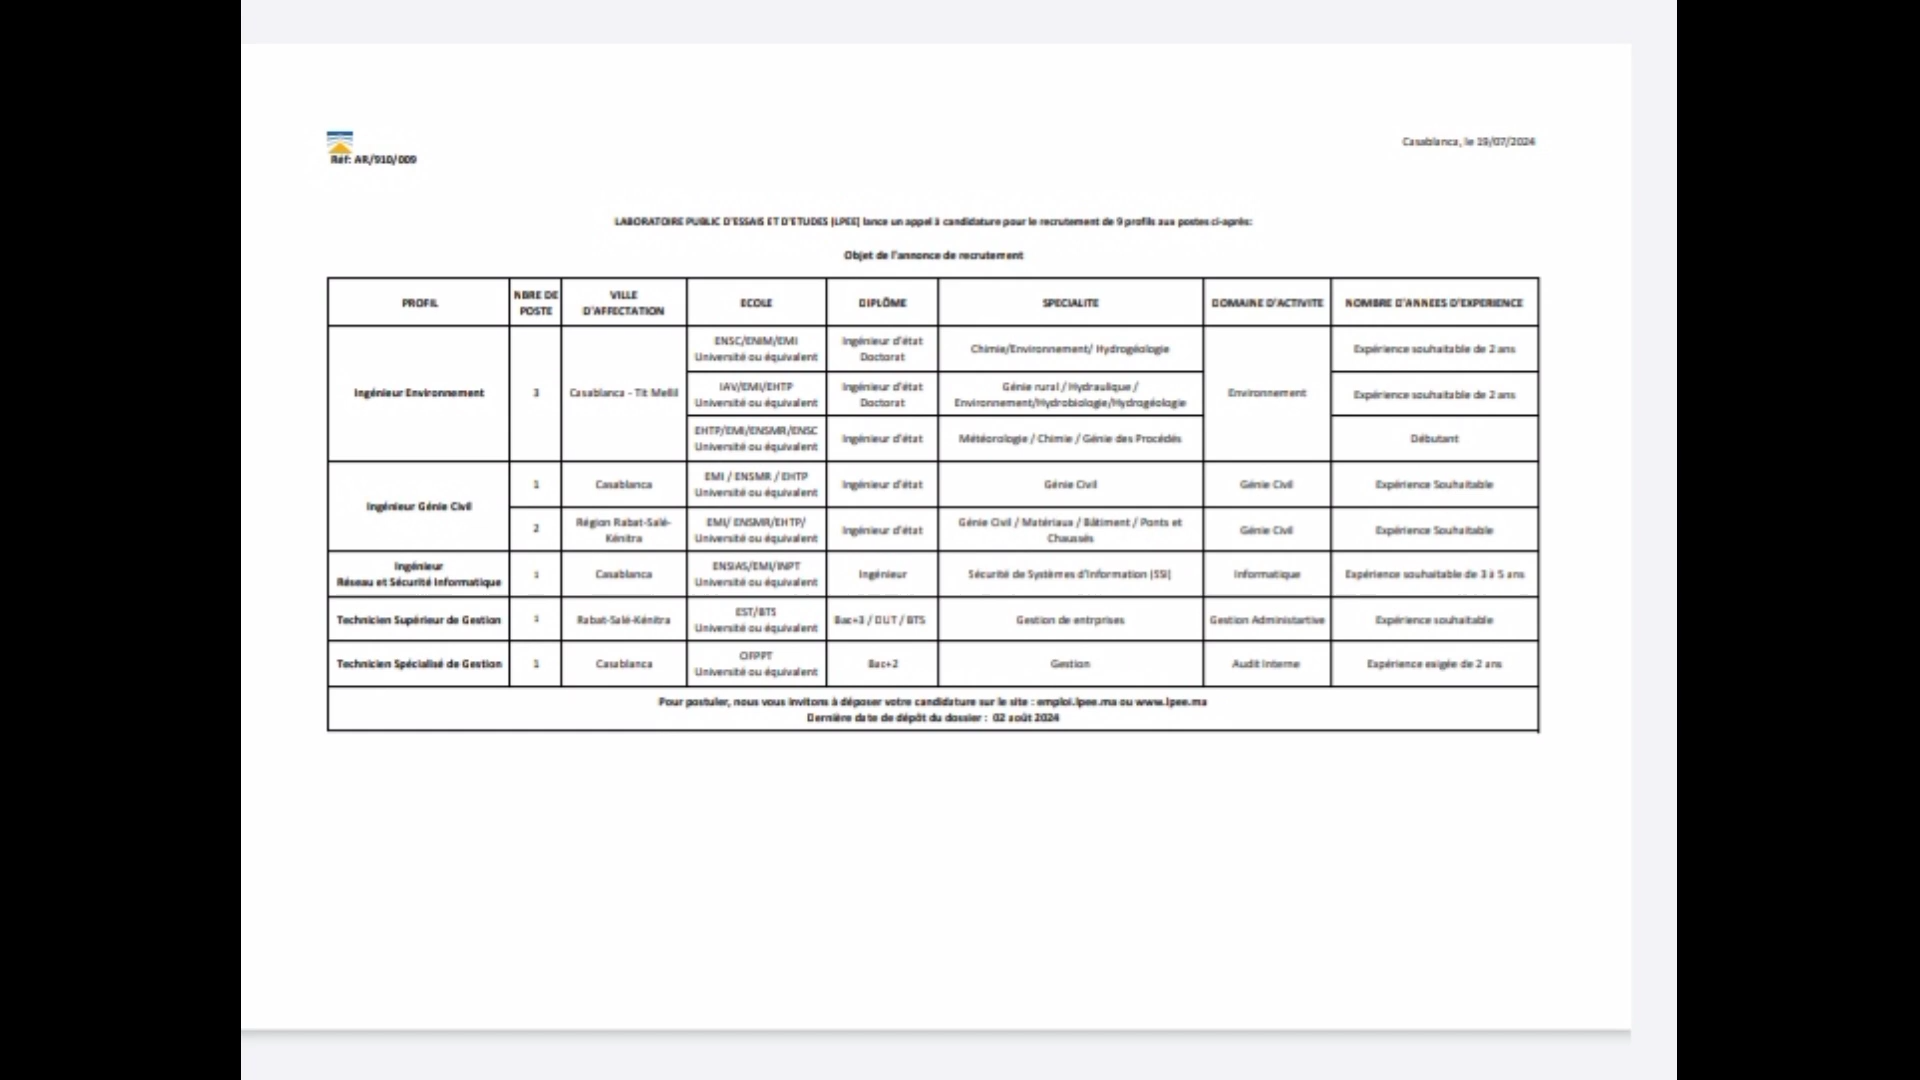 Réf: AR/910/009
Casablanca, le 19/07/2024
LABORATOIRE PUBLIC D'ESSAIS ET D'ETUDES (LPEE) lance un appel à candidature pour le recrutement de 9 profils aux postes ci-après:
Objet de l'annonce de recrutement
PROFIL
NBRE DE
POSTE
VILLE
D'AFFECTATION
ECOLE
DIPLÔME
SPECIALITE
DOMAINE D'ACTIVITE
NOMBRE D'ANNEES D'EXPERIENCE
Ingénieur Environnement
3
Casablanca - Tit Mellil
ENSC/ENIM/EMI
Université ou équivalent
Ingénieur d'état
Doctorat
Chimie/Environnement/ Hydrogéologie
Environnement
Expérience souhaitable de 2 ans
IAV/EMI/EHTP
Université ou équivalent
Ingénieur d'état
Doctorat
Génie rural / Hydraulique /
Environnement/Hydrobiologie/Hydrogéologie
Expérience souhaitable de 2 ans
EHTP/EMI/ENSMR/ENSC
Université ou équivalent
Ingénieur d'état
Météorologie / Chimie / Génie des Procédés
Débutant
Ingénieur Génie Civil
1
Casablanca
EMI / ENSMR / EHTP
Université ou équivalent
Ingénieur d'état
Génie Civil
Génie Civil
Expérience Souhaitable
2
Région Rabat-Salé-
Kénitra
EMI/ ENSMR/EHTP/
Université ou équivalent
Ingénieur d'état
Génie Civil / Matériaux / Bâtiment / Ponts et
Chaussés
Génie Civil
Expérience Souhaitable
Ingénieur
Réseau et Sécurité Informatique
1
Casablanca
ENSIAS/EMI/INPT
Université ou équivalent
Ingénieur
Sécurité de Systèmes d'Information (SSI)
Informatique
Expérience souhaitable de 3 à 5 ans
Technicien Supérieur de Gestion
1
Rabat-Salé-Kénitra
EST/BTS
Université ou équivalent
Bac+3 / DUT / BTS
Gestion de entrprises
Gestion Administartive
Expérience souhaitable
Technicien Spécialisé de Gestion
1
Casablanca
OFPPT
Université ou équivalent
Bac+2
Gestion
Audit Interne
Expérience exigée de 2 ans
Pour postuler, nous vous invitons à déposer votre candidature sur le site : emploi.lpee.ma ou www.lpee.ma
Dernière date de dépôt du dossier : 02 août 2024